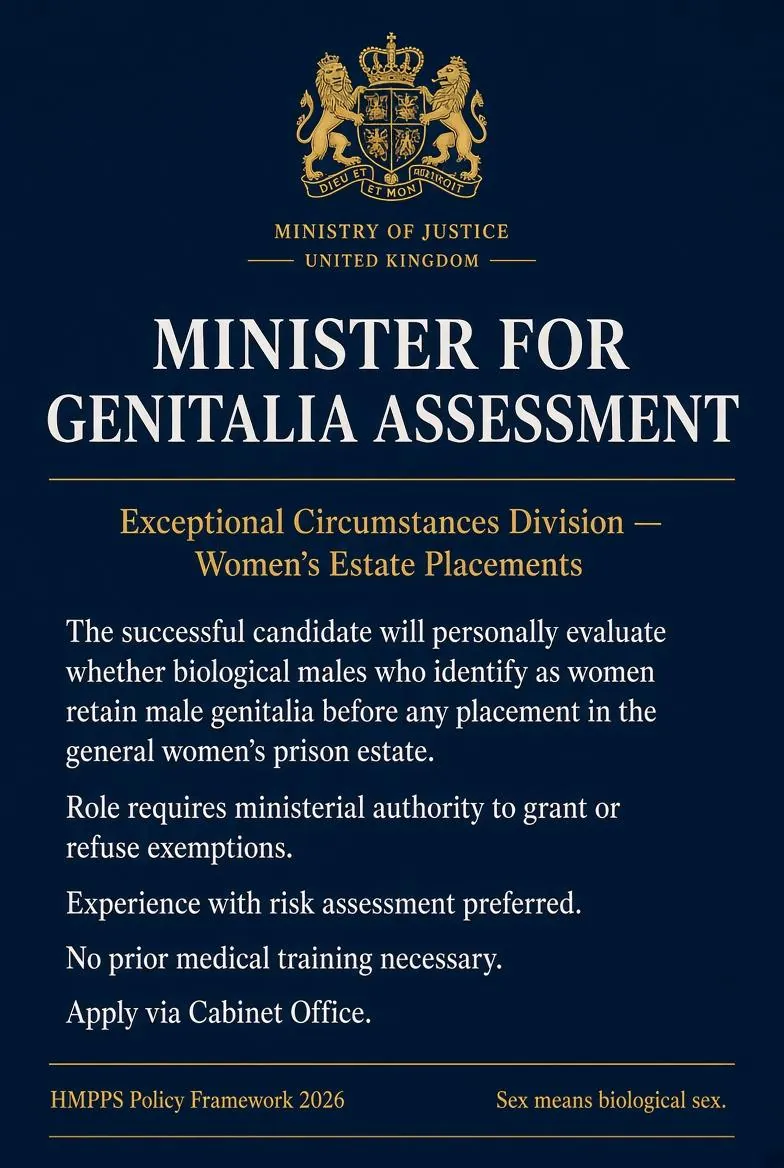 DIEU ET
ET MON
MINISTRY OF JUSTICE
UNITED KINGDOM
MINISTER FOR
GENITALIA ASSESSMENT
Exceptional Circumstances Division —
Women’s Estate Placements
The successful candidate will personally evaluate
whether biological males who identify as women
retain male genitalia before any placement in the
general women’s prison estate.
Role requires ministerial authority to grant or
refuse exemptions.
Experience with risk assessment preferred.
No prior medical training necessary.
Apply via Cabinet Office.
HMPPS Policy Framework 2026
Sex means biological sex.